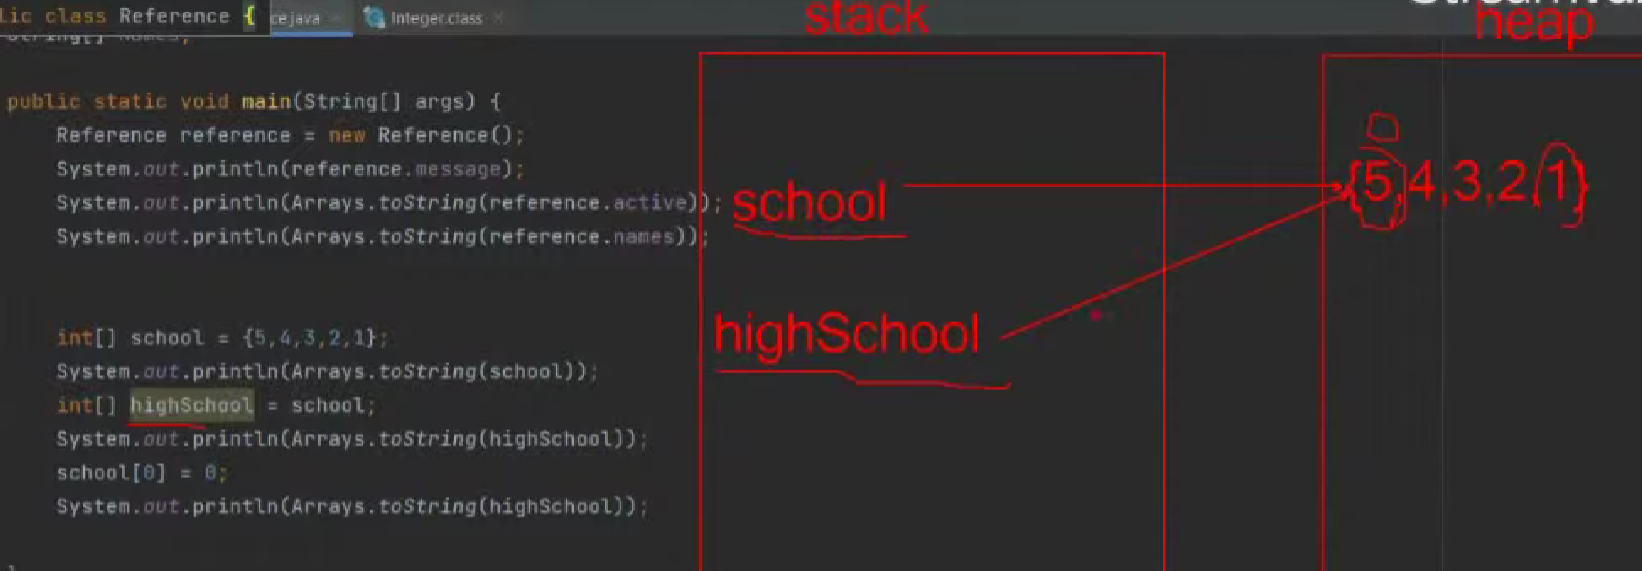 lic class Reference {
ce.java
Integer.class
stack
heap
String[] names;
public static void main(String[] args) {
Reference reference = new Reference();
System.out.println(reference.message);
System.out.println(Arrays.toString(reference.active));
System.out.println(Arrays.toString(reference.names));
school
{5,4,3,2,1}
int[] school = {5,4,3,2,1};
System.out.println(Arrays.toString(school));
int[] highSchool = school;
System.out.println(Arrays.toString(highSchool));
school[0] = 0;
System.out.println(Arrays.toString(highSchool));
highSchool